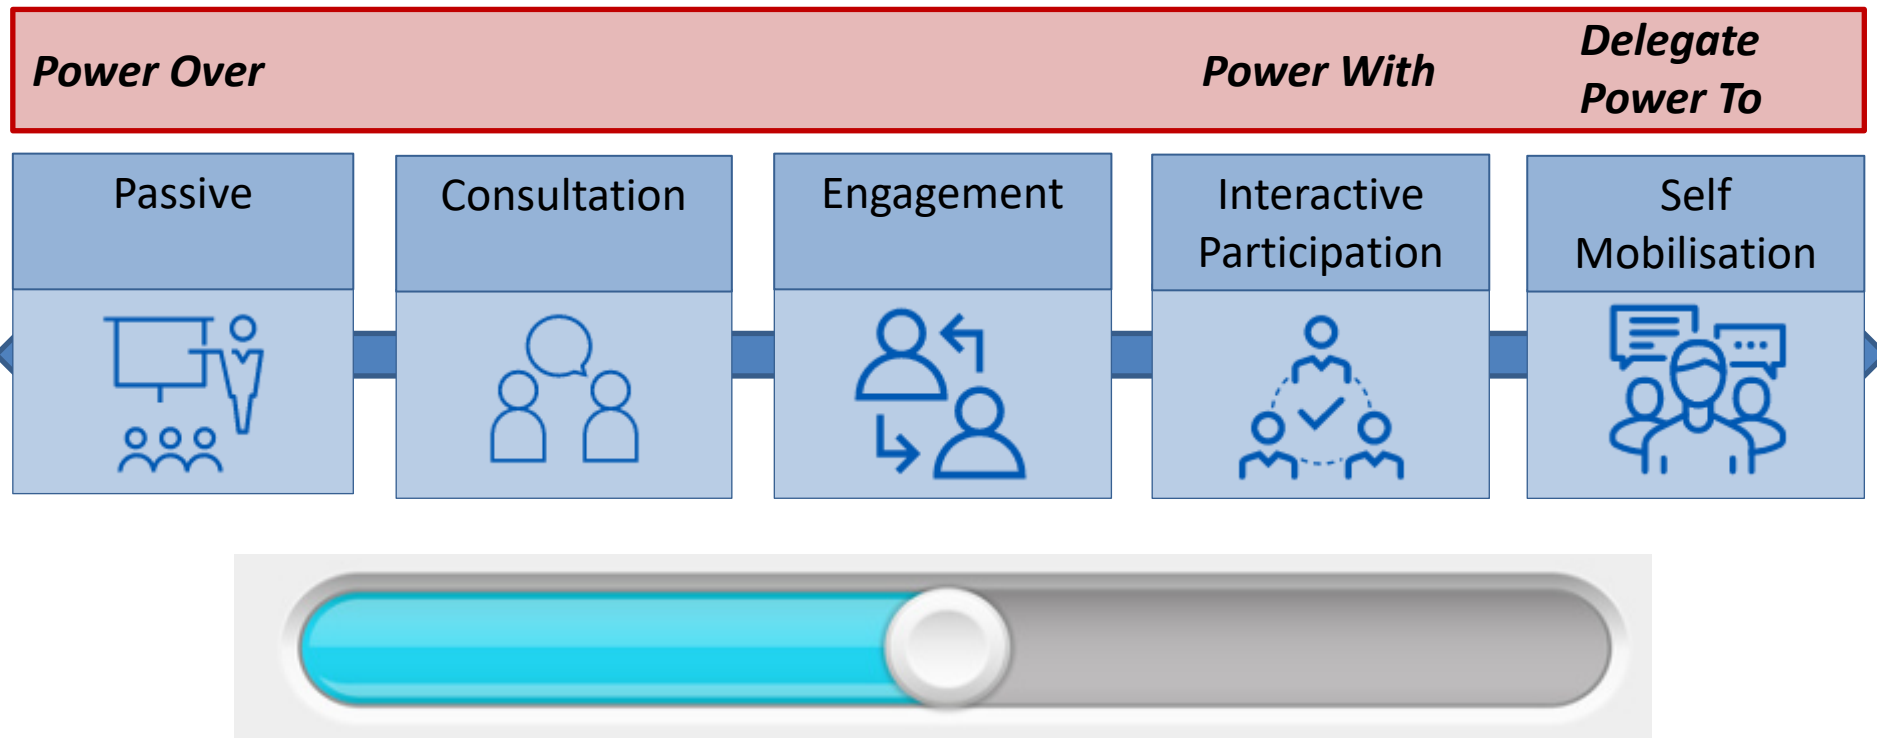 Power Over
Power With
Delegate
Power To
Passive
Consultation
Engagement
Interactive
Participation
Self
Mobilisation